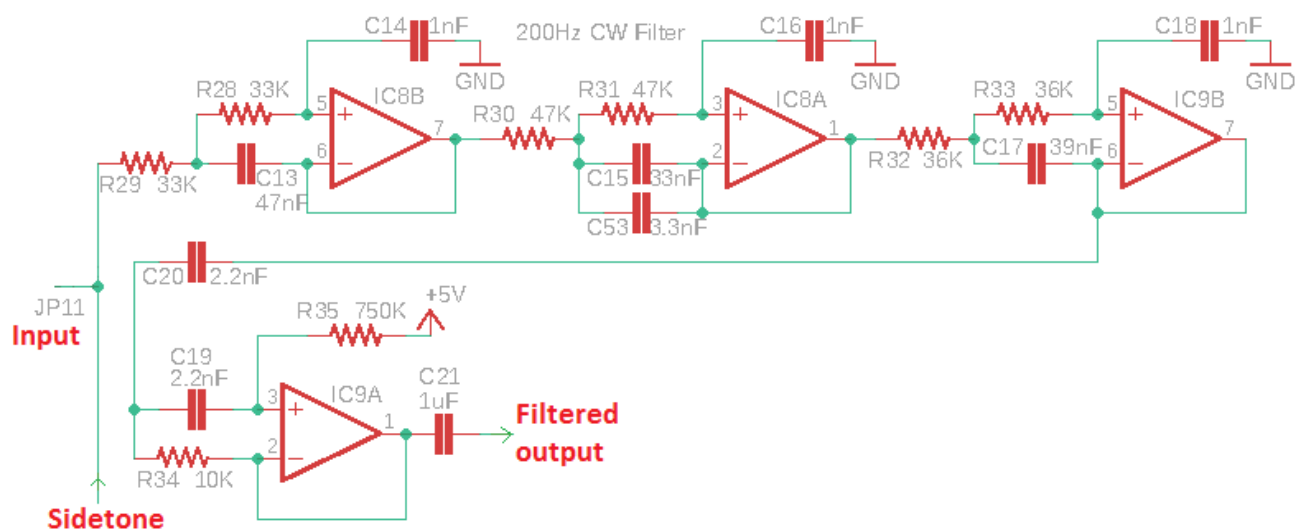 C14 1nF 200Hz CW Filter C16 1nF C18 1nF
GND GND GND
R28 33K IC8B R31 47K IC8A R33 36K IC9B
R30 47K
5 3 5
+ + +
7 1 7
6 2 6
− − −
R29 33K C13 47nF C15 33nF R32 36K C17 39nF
C53 3.3nF
C20 2.2nF
JP11
Input
R35 750K +5V
C19 2.2nF IC9A C21 1uF
3 + 1
2 −
Filtered
output
R34 10K
Sidetone